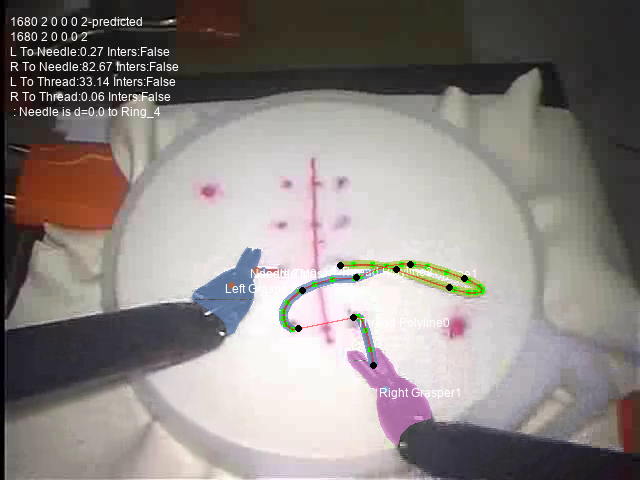 1680 2 0 0 0 2-predicted
1680 2 0 0 0 2
L To Needle:0.27 Inters:False
R To Needle:82.67 Inters:False
L To Thread:33.14 Inters:False
R To Thread:0.06 Inters:False
: Needle is d=0.0 to Ring_4
Left
Thread Polyline0
Right Grasper1